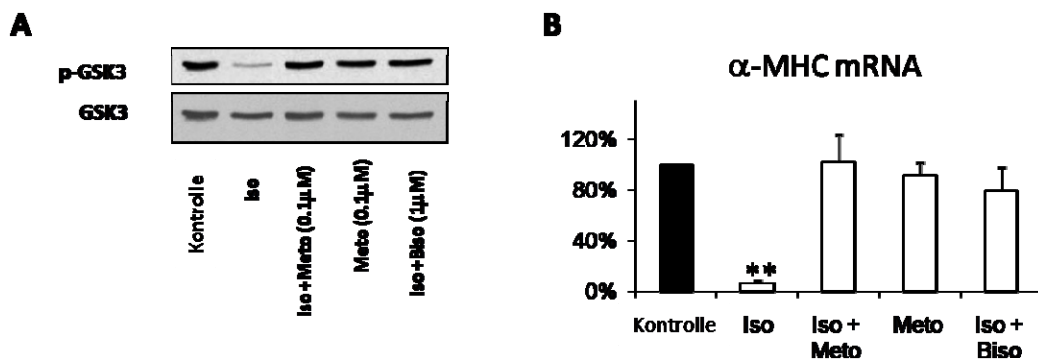 A
p-GSK3
GSK3
Kontrolle
Iso
Iso+Meto (0.1µM)
Meto (0.1µM)
Iso+Biso (1µM)
B
α-MHC mRNA
120%
80%
40%
0%
**
Kontrolle
Iso
Iso +
Meto
Meto
Iso +
Biso